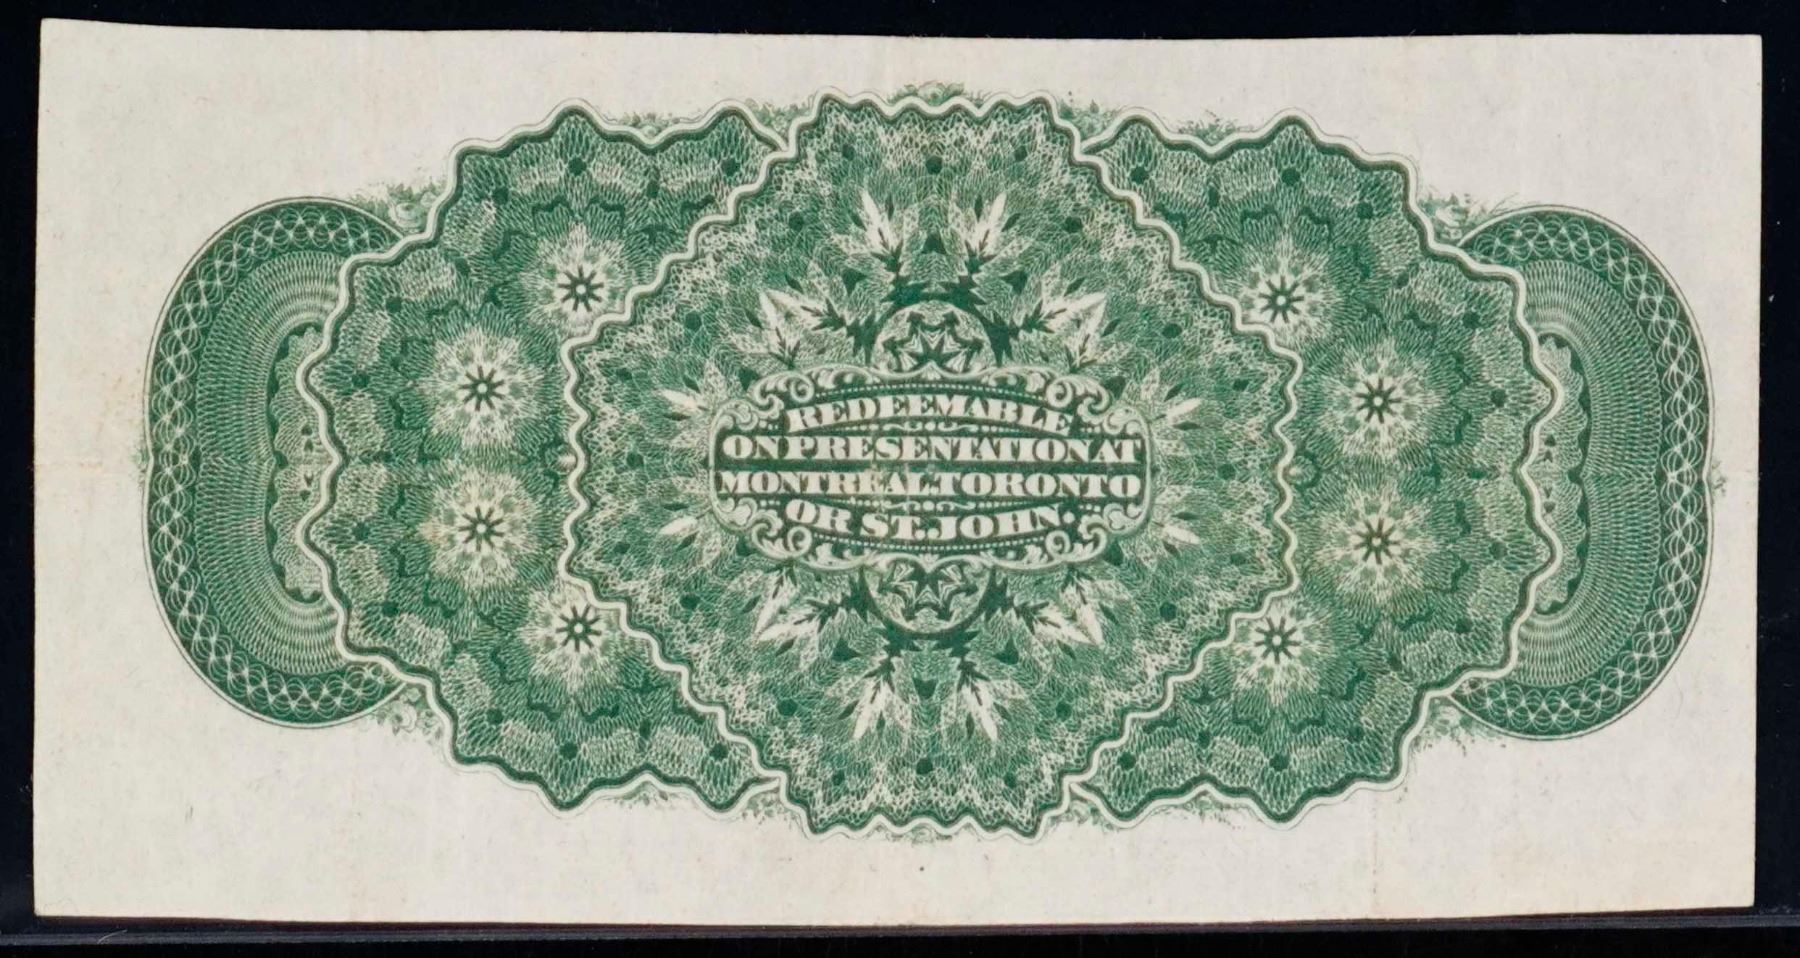 REDEEMABLE
ON PRESENTATION AT
MONTREAL, TORONTO
OR ST. JOHN.